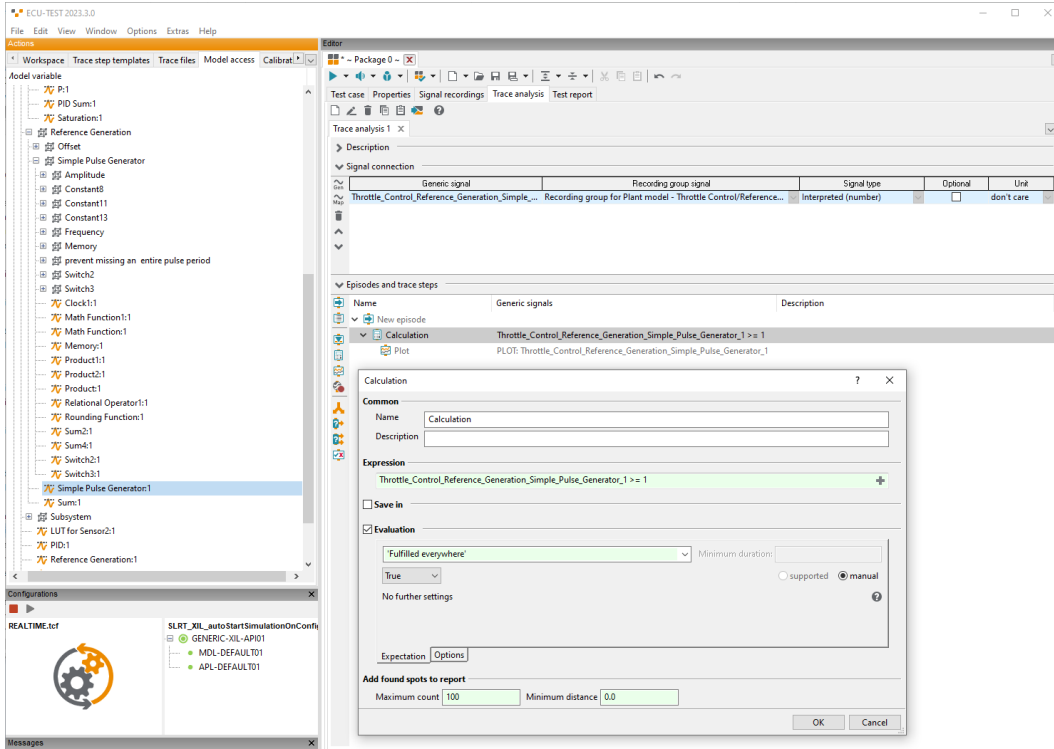 ECU-TEST 2023.3.0
File Edit View Window Options Extras Help
Actions
Workspace Trace step templates Trace files Model access Calibrat
Model variable
P:1
PID Sum:1
Saturation:1
Reference Generation
Offset
Simple Pulse Generator
Amplitude
Constant8
Constant11
Constant13
Frequency
Memory
prevent missing an entire pulse period
Switch2
Switch3
Clock1:1
Math Function1:1
Math Function:1
Memory:1
Product1:1
Product2:1
Product:1
Relational Operator1:1
Rounding Function:1
Sum2:1
Sum4:1
Switch2:1
Switch3:1
Simple Pulse Generator:1
Sum:1
Subsystem
LUT for Sensor2:1
PID:1
Reference Generation:1
Configurations
REALTIME.tcf
SLRT_XIL_autoStartSimulationOnConfi
GENERIC-XIL-API01
MDL-DEFAULT01
APL-DEFAULT01
Messages
Editor
* ~ Package 0 ~
Test case Properties Signal recordings Trace analysis Test report
Trace analysis 1
Description
Signal connection
Gen
Map
Generic signal Recording group signal Signal type Optional Unit
Throttle_Control_Reference_Generation_Simple_... Recording group for Plant model - Throttle Control/Reference... Interpreted (number) don't care
Episodes and trace steps
Name Generic signals Description
New episode
Calculation Throttle_Control_Reference_Generation_Simple_Pulse_Generator_1 >= 1
Plot PLOT: Throttle_Control_Reference_Generation_Simple_Pulse_Generator_1
Calculation ?
Common
Name Calculation
Description
Expression
Throttle_Control_Reference_Generation_Simple_Pulse_Generator_1 >= 1
Save in
Evaluation
'Fulfilled everywhere' Minimum duration:
True supported manual
No further settings
Expectation Options
Add found spots to report
Maximum count 100 Minimum distance 0.0
OK Cancel